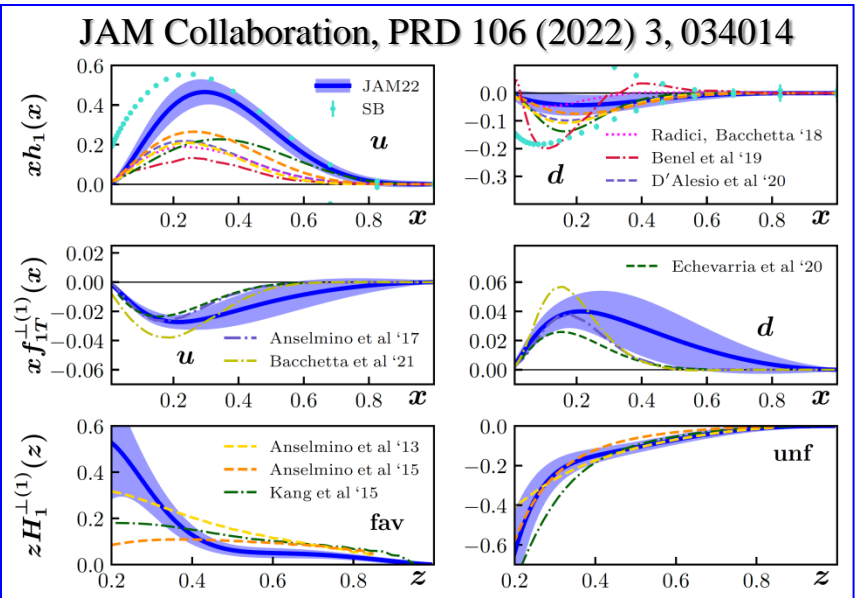 JAM Collaboration, PRD 106 (2022) 3, 034014
xh₁(x)
0.6
0.4
0.2
0.0
JAM22
SB
u
0.2 0.4 0.6 0.8 x
−0.0
−0.1
−0.2
−0.3
Radici, Bacchetta ‘18
Benel et al ‘19
D′Alesio et al ‘20
d
0.2 0.4 0.6 0.8 x
xf₁T^⊥(1)(x)
0.02
0.00
−0.02
−0.04
−0.06
Anselmino et al ‘17
Bacchetta et al ‘21
u
0.2 0.4 0.6 0.8 x
0.06
0.04
0.02
0.00
Echevarria et al ‘20
d
0.2 0.4 0.6 0.8 x
zH₁^⊥(1)(z)
0.6
0.4
0.2
0.0
Anselmino et al ‘13
Anselmino et al ‘15
Kang et al ‘15
fav
0.2 0.4 0.6 0.8 z
−0.0
−0.2
−0.4
−0.6
unf
0.2 0.4 0.6 0.8 z